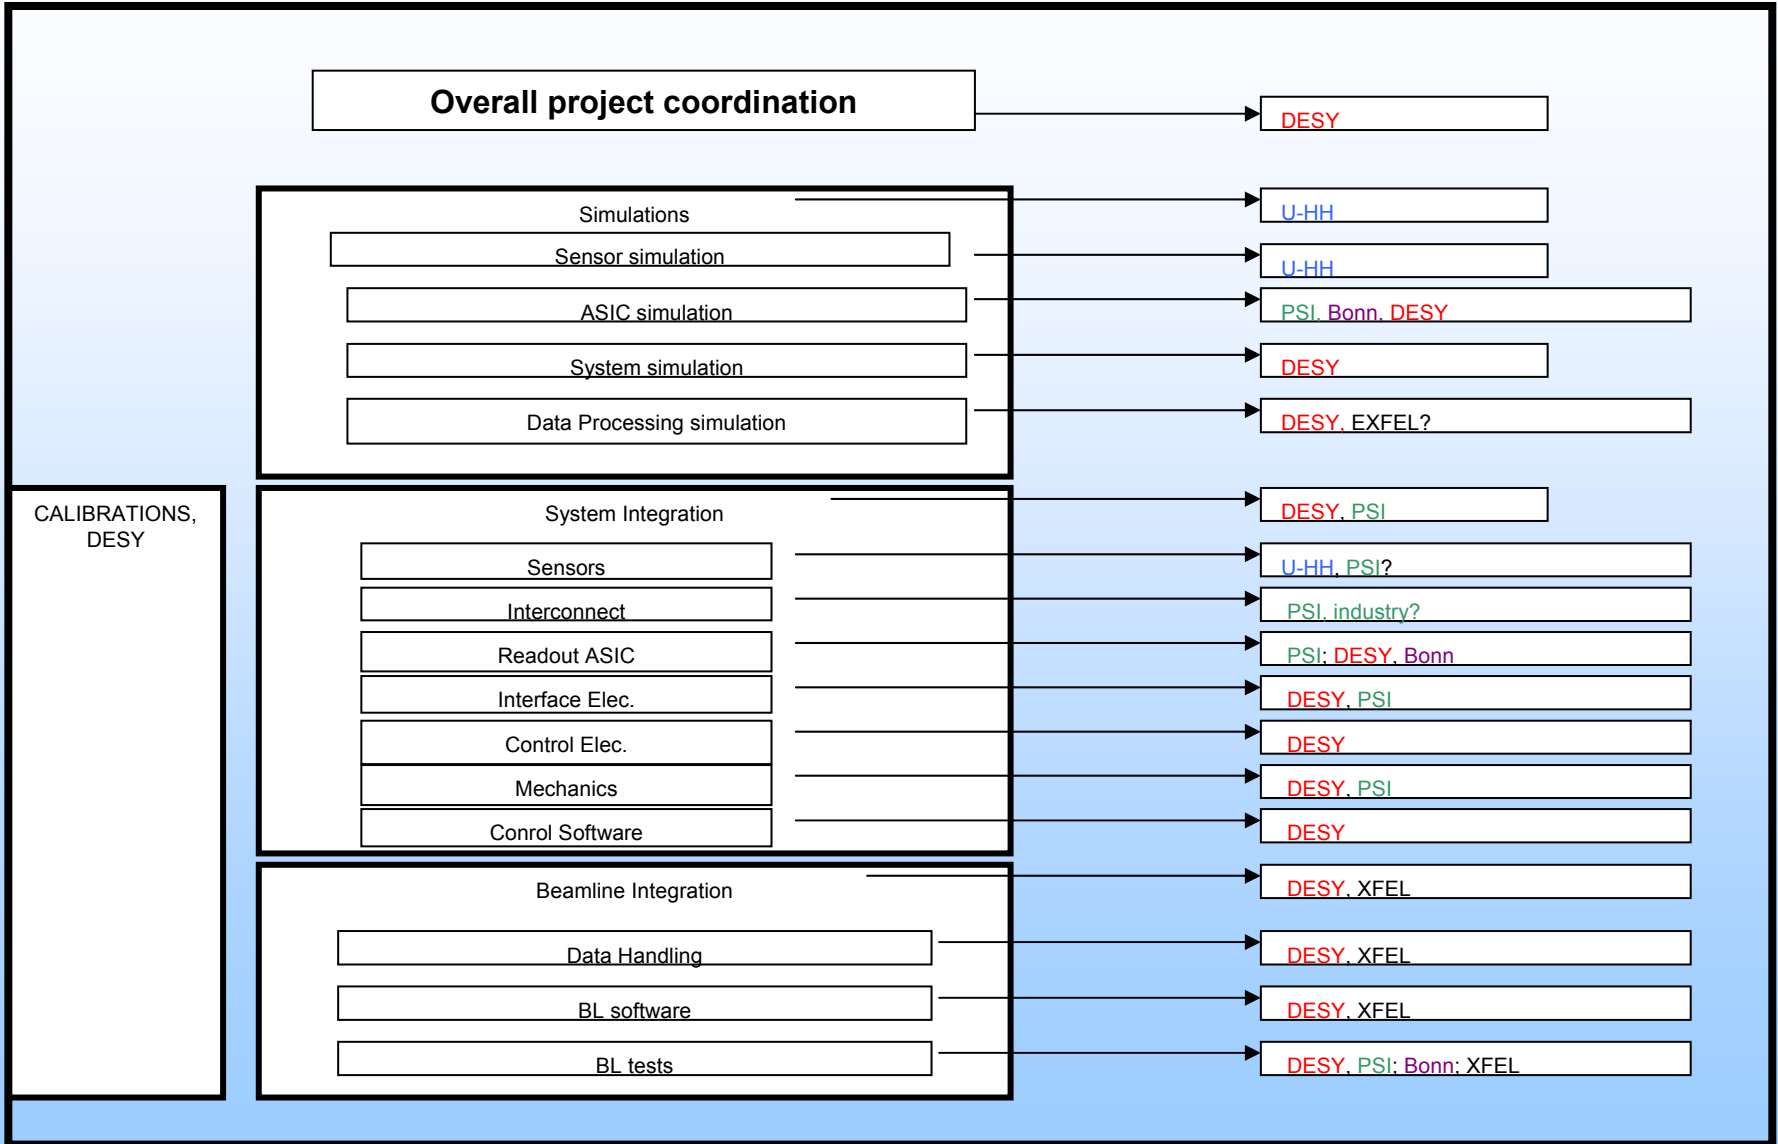 Overall project coordination
DESY
Simulations
U-HH
Sensor simulation
U-HH
ASIC simulation
PSI, Bonn, DESY
System simulation
DESY
Data Processing simulation
DESY, EXFEL?
CALIBRATIONS,
DESY
System Integration
DESY, PSI
Sensors
U-HH, PSI?
Interconnect
PSI, industry?
Readout ASIC
PSI; DESY, Bonn
Interface Elec.
DESY, PSI
Control Elec.
DESY
Mechanics
DESY, PSI
Conrol Software
DESY
Beamline Integration
DESY, XFEL
Data Handling
DESY, XFEL
BL software
DESY, XFEL
BL tests
DESY, PSI; Bonn; XFEL